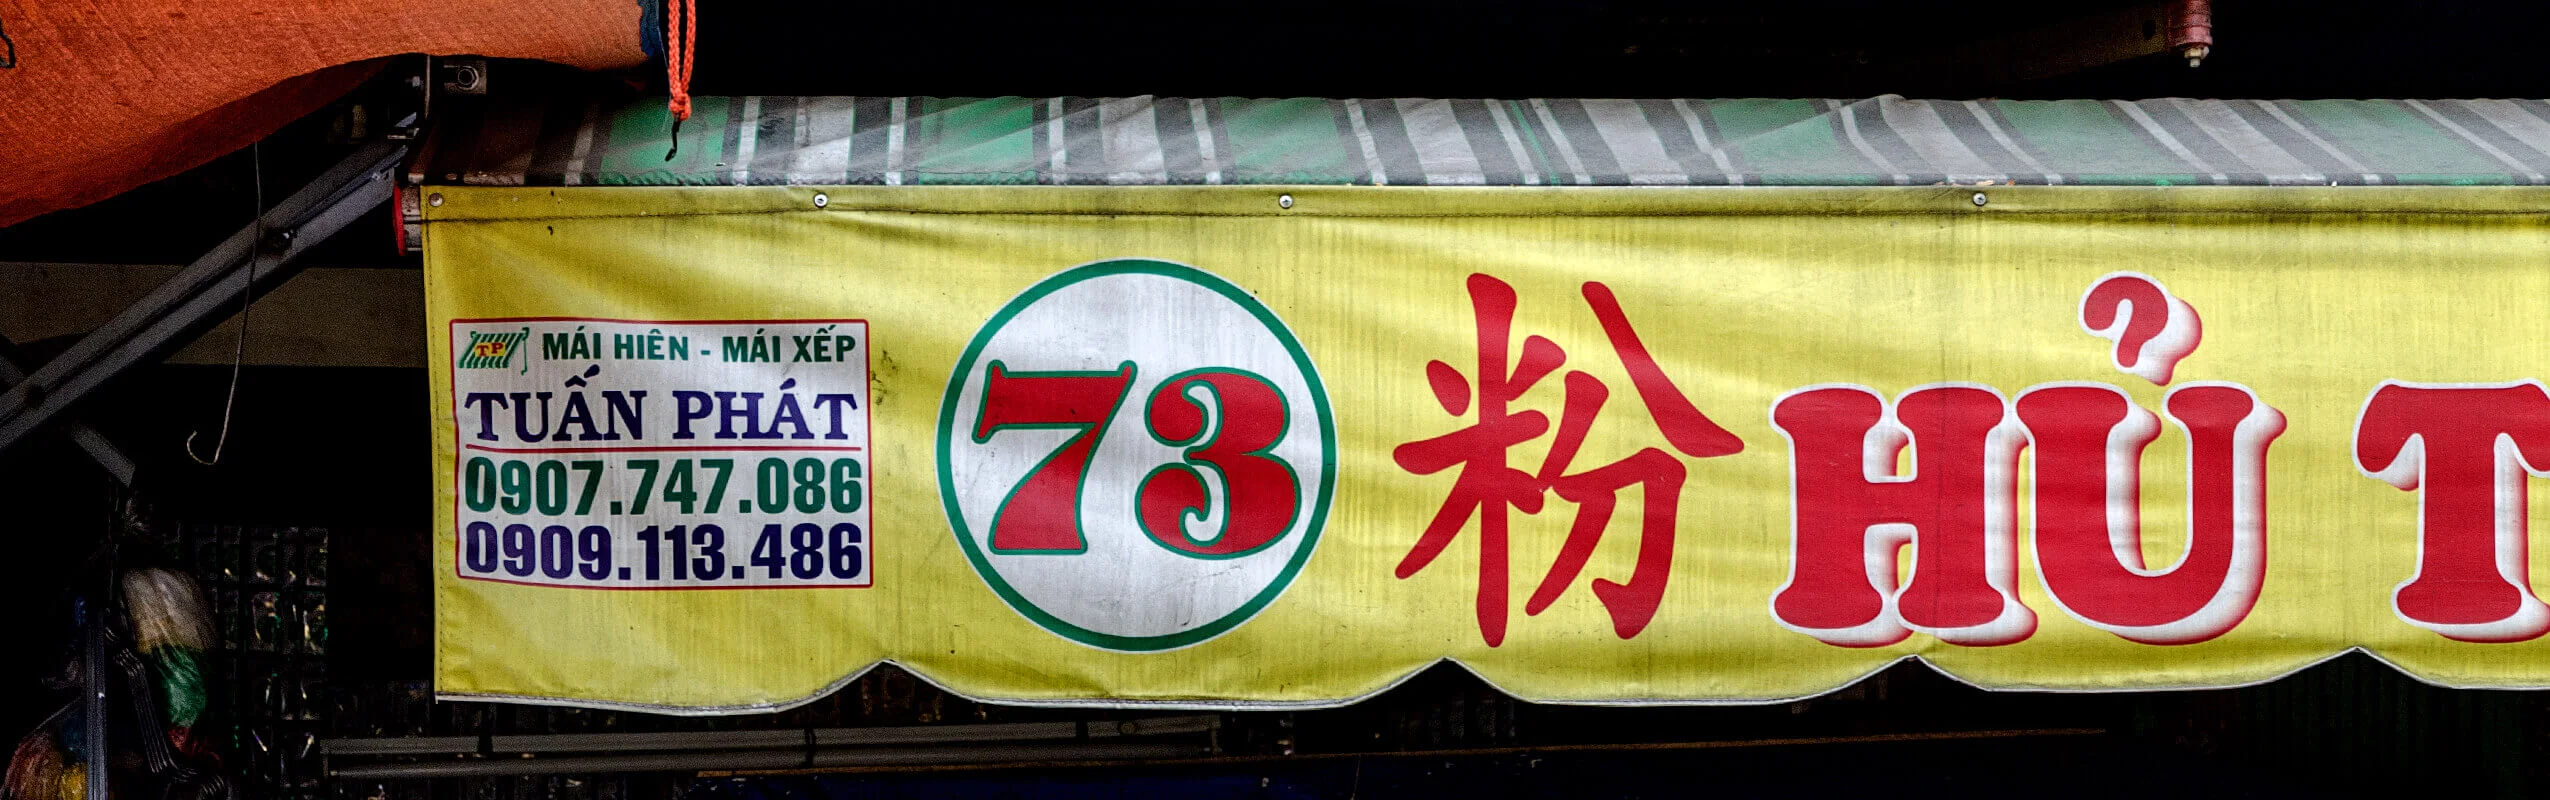 TP MÁI HIÊN - MÁI XẾP
TUẤN PHÁT
0907.747.086
0909.113.486
73 粉 HỦ T